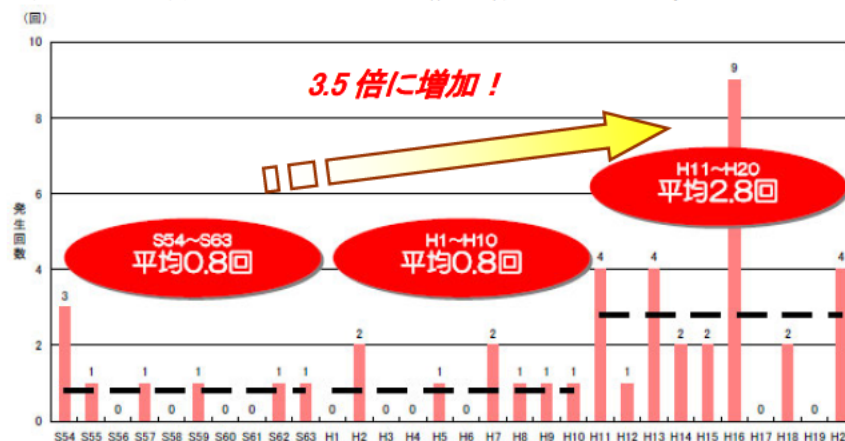 (回)
10
8
6
4
2
0
発生回数
3.5倍に増加！
S54～S63
平均0.8回
H1～H10
平均0.8回
H11～H20
平均2.8回
3 1 0 1 0 1 0 0 1 1 0 2 0 0 1 0 2 1 1 1 4 1 4 2 2 9 0 2 0 4
S54 S55 S56 S57 S58 S59 S60 S61 S62 S63 H1 H2 H3 H4 H5 H6 H7 H8 H9 H10 H11 H12 H13 H14 H15 H16 H17 H18 H19